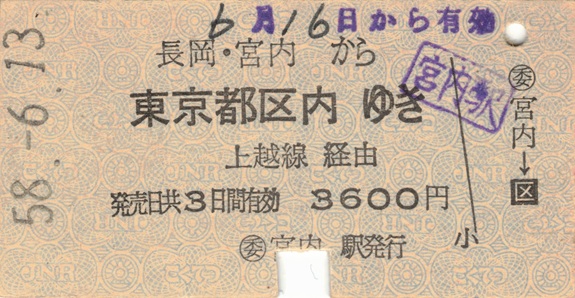 6月16日から有効
58.-6.13
長岡・宮内 から
宮内駅
東京都区内 ゆき
上越線 経由
発売日共3日間有効 3600円
小
㊁宮内 駅発行
委 宮内→区